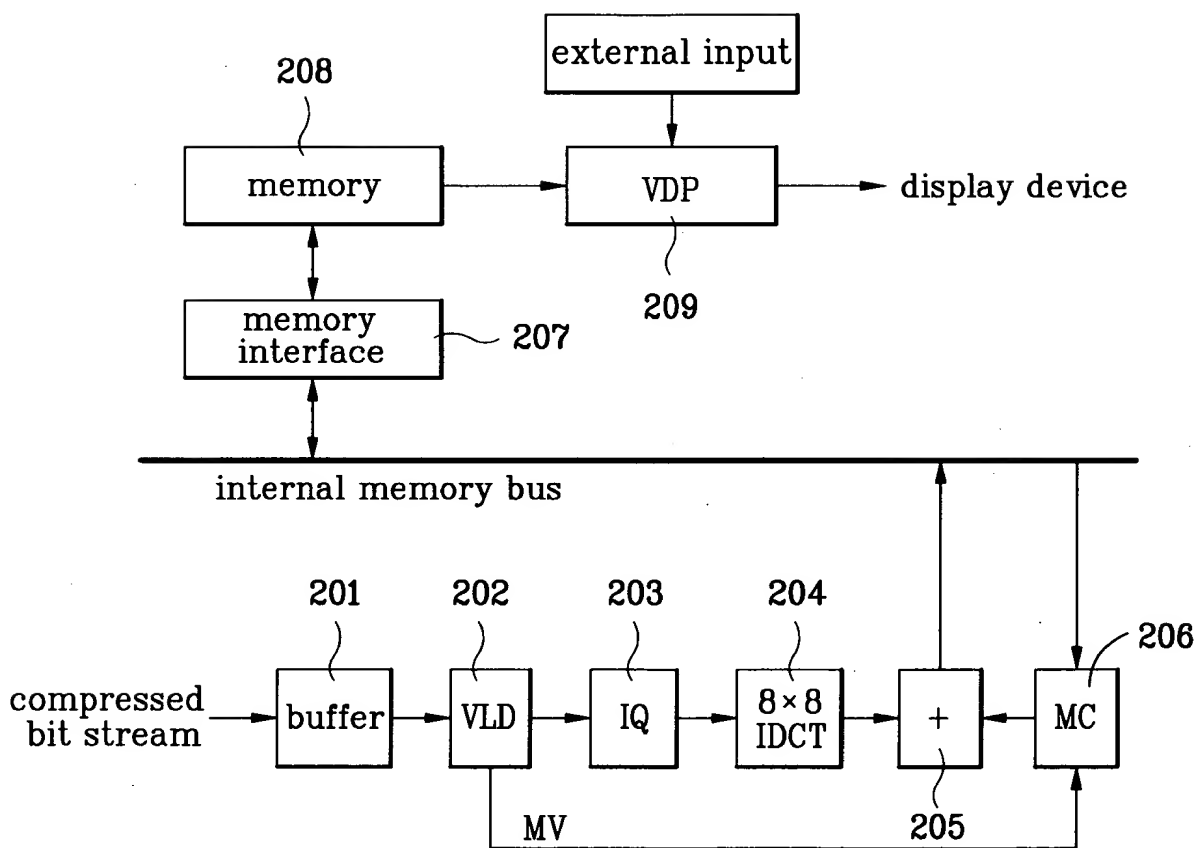 external input
208
memory
VDP
display device
209
memory
interface
207
internal memory bus
201
202
203
204
206
compressed
bit stream
buffer
VLD
IQ
8×8
IDCT
+
MC
MV
205